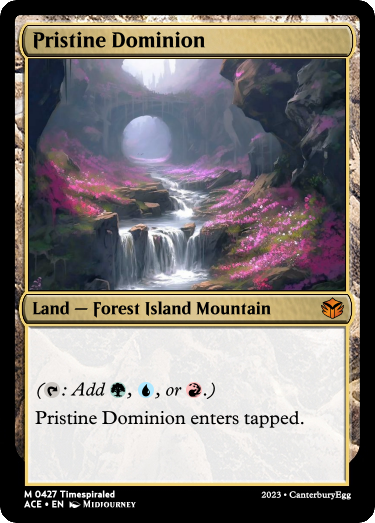 Pristine Dominion
Land — Forest Island Mountain
(: Add , , or .)
Pristine Dominion enters tapped.
M 0427 Timespiraled
ACE • EN Midjourney
2023 • CanterburyEgg